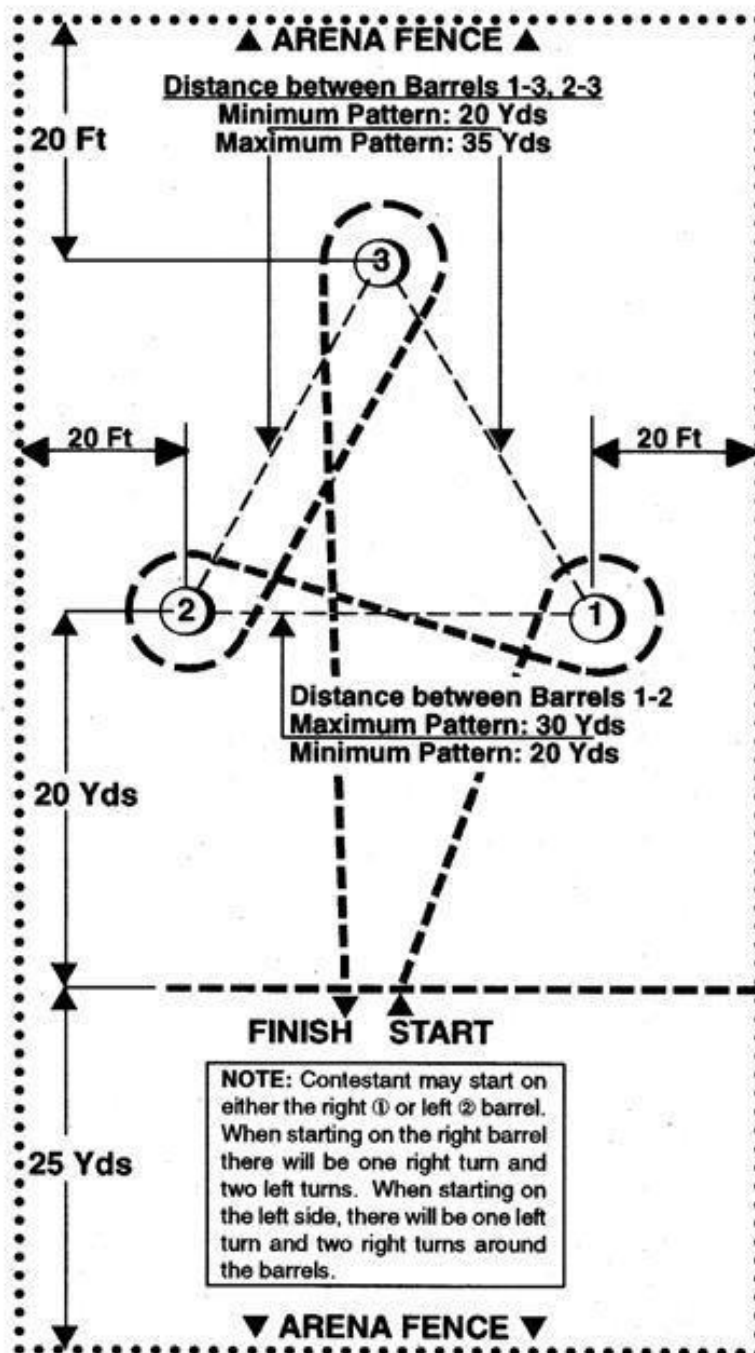 ▲ ARENA FENCE ▲
Distance between Barrels 1-3, 2-3
Minimum Pattern: 20 Yds
Maximum Pattern: 35 Yds
20 Ft
3
20 Ft
20 Ft
2
1
Distance between Barrels 1-2
Maximum Pattern: 30 Yds
Minimum Pattern: 20 Yds
20 Yds
FINISH START
NOTE: Contestant may start on
either the right ① or left ② barrel.
When starting on the right barrel
there will be one right turn and
two left turns. When starting on
the left side, there will be one left
turn and two right turns around
the barrels.
25 Yds
▼ ARENA FENCE ▼